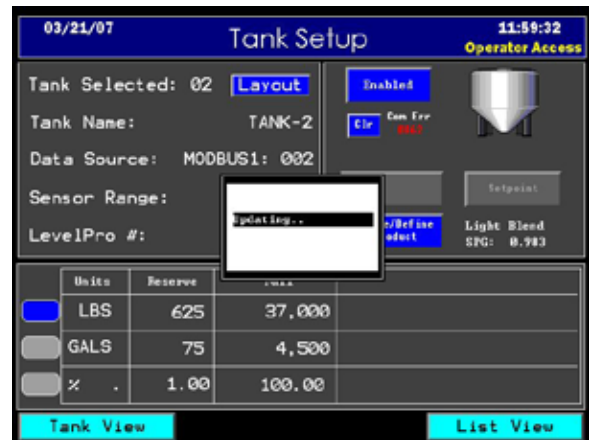 03/21/07
Tank Setup
11:59:32
Operator Access
Tank Selected: 02 Layout
Enabled
Tank Name: TANK-2
Clr Com Err
Data Source: MODBUS1: 002
Sensor Range:
Setpoint
Updating..
LevelPro #:
Light Blend
SPG: 0.983
Units Reserve
LBS 625 37,000
GALS 75 4,500
% . 1.00 100.00
Tank View List View